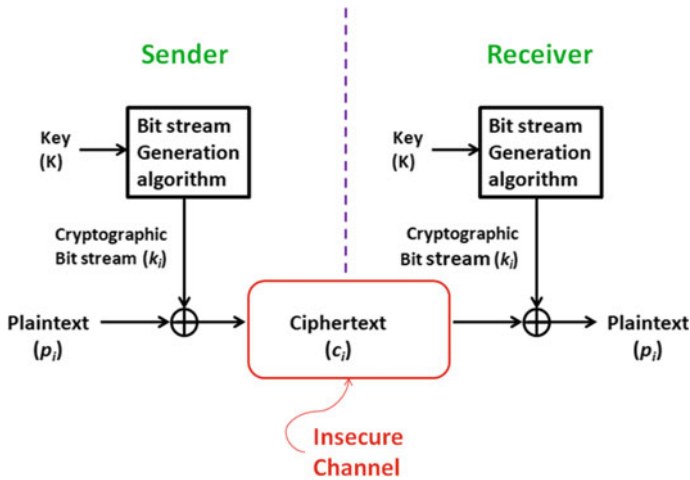 Sender
Receiver
Key
(K)
Bit stream
Generation
algorithm
Key
(K)
Bit stream
Generation
algorithm
Cryptographic
Bit stream (kᵢ)
Cryptographic
Bit stream (kᵢ)
Plaintext
(pᵢ)
Ciphertext
(cᵢ)
Plaintext
(pᵢ)
Insecure
Channel